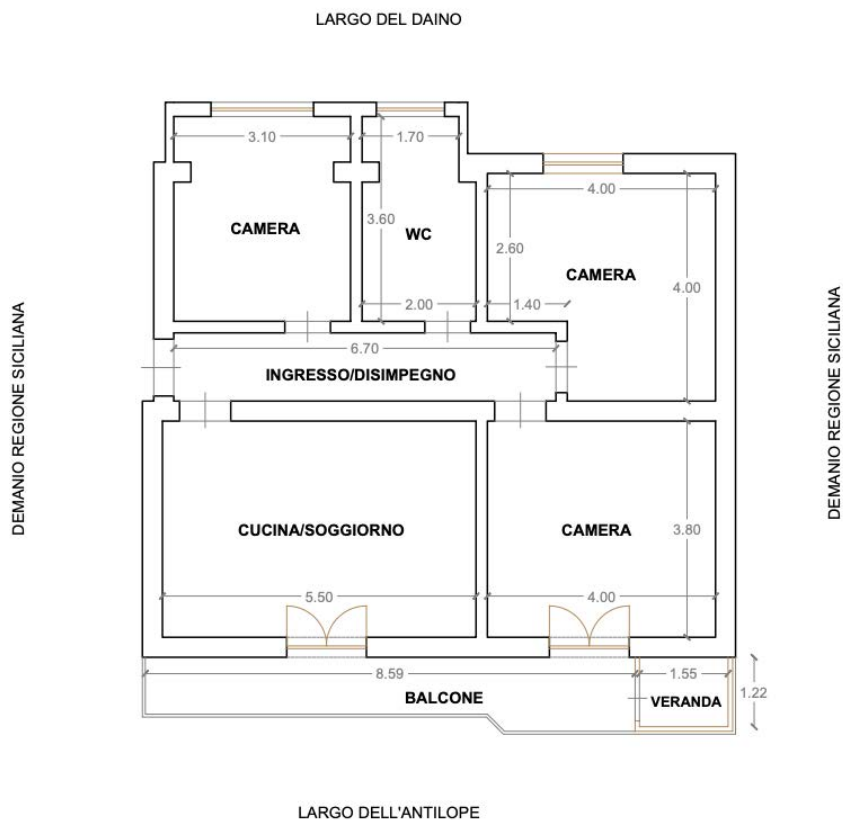 LARGO DEL DAINO
3.10
1.70
4.00
3.60
CAMERA
WC
2.60
CAMERA
4.00
2.00
1.40
6.70
INGRESSO/DISIMPEGNO
DEMANIO REGIONE SICILIANA
DEMANIO REGIONE SICILIANA
CUCINA/SOGGIORNO
CAMERA
3.80
5.50
4.00
8.59
1.55
1.22
BALCONE
VERANDA
LARGO DELL'ANTILOPE